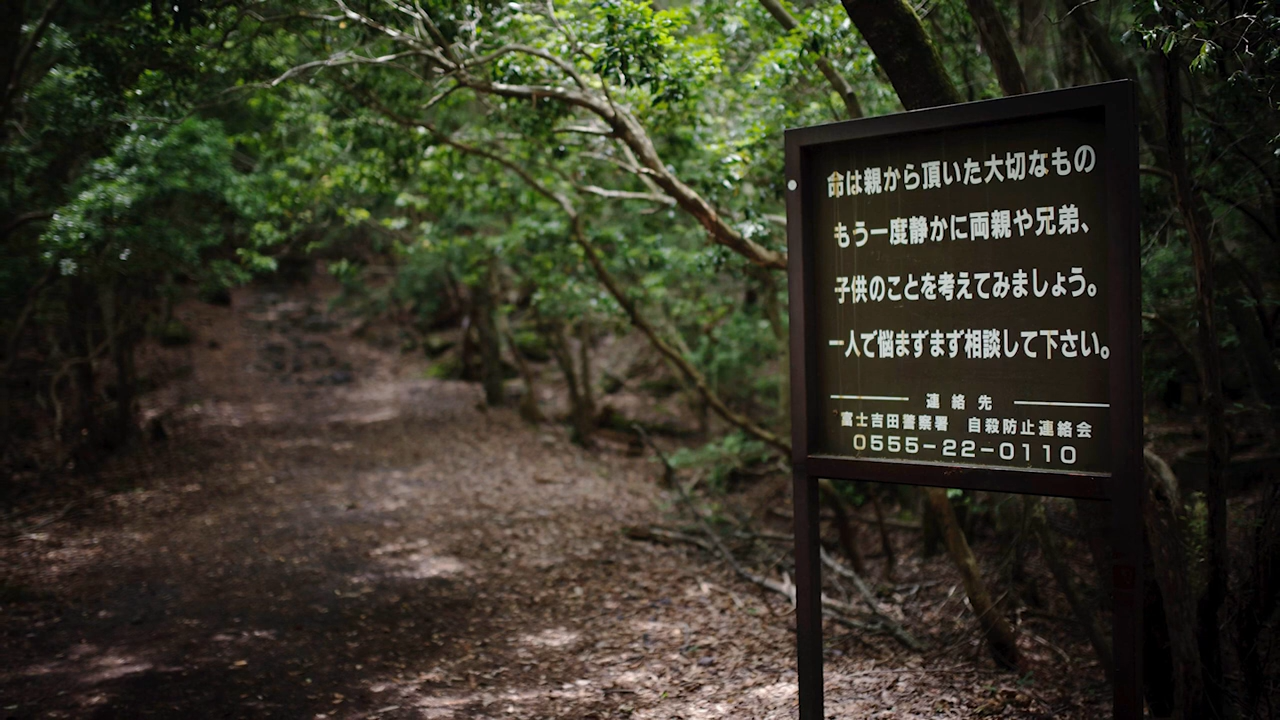 命は親から頂いた大切なもの
もう一度静かに両親や兄弟、
子供のことを考えてみましょう。
一人で悩まずまず相談して下さい。
連絡先
富士吉田警察署 自殺防止連絡会
0555-22-0110